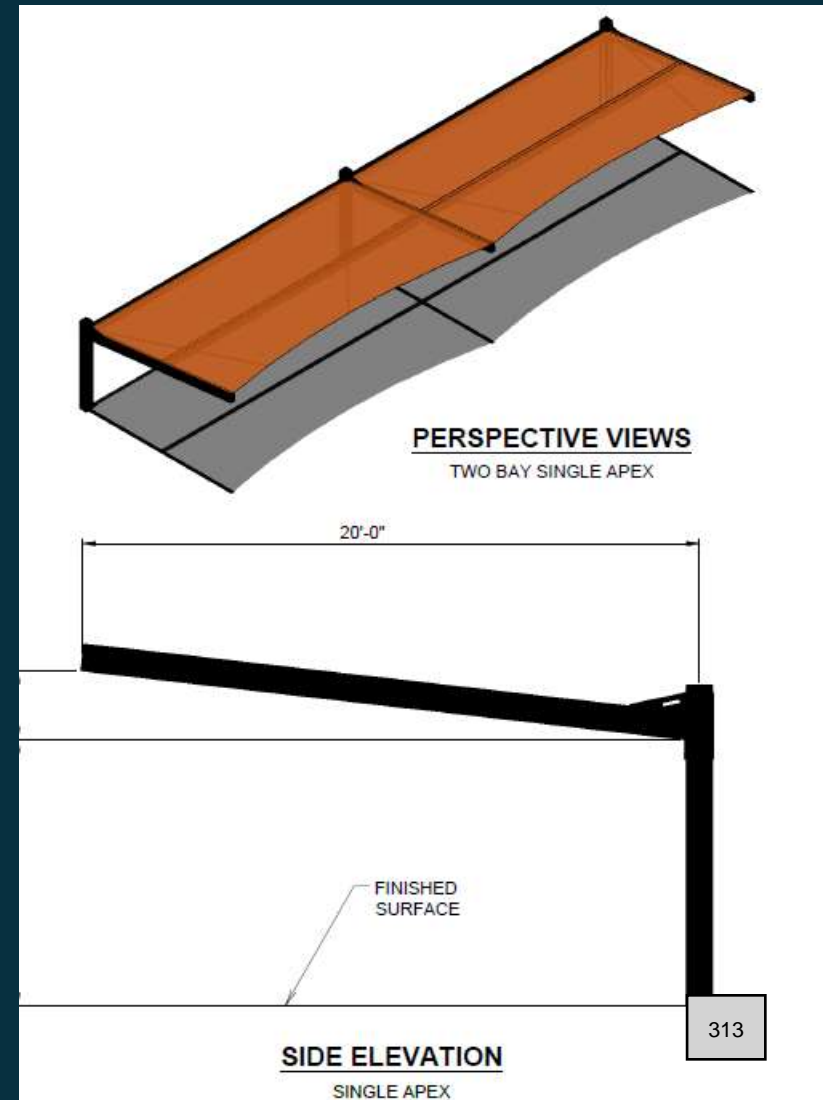 PERSPECTIVE VIEWS
TWO BAY SINGLE APEX
20'-0"
FINISHED
SURFACE
313
SIDE ELEVATION
SINGLE APEX